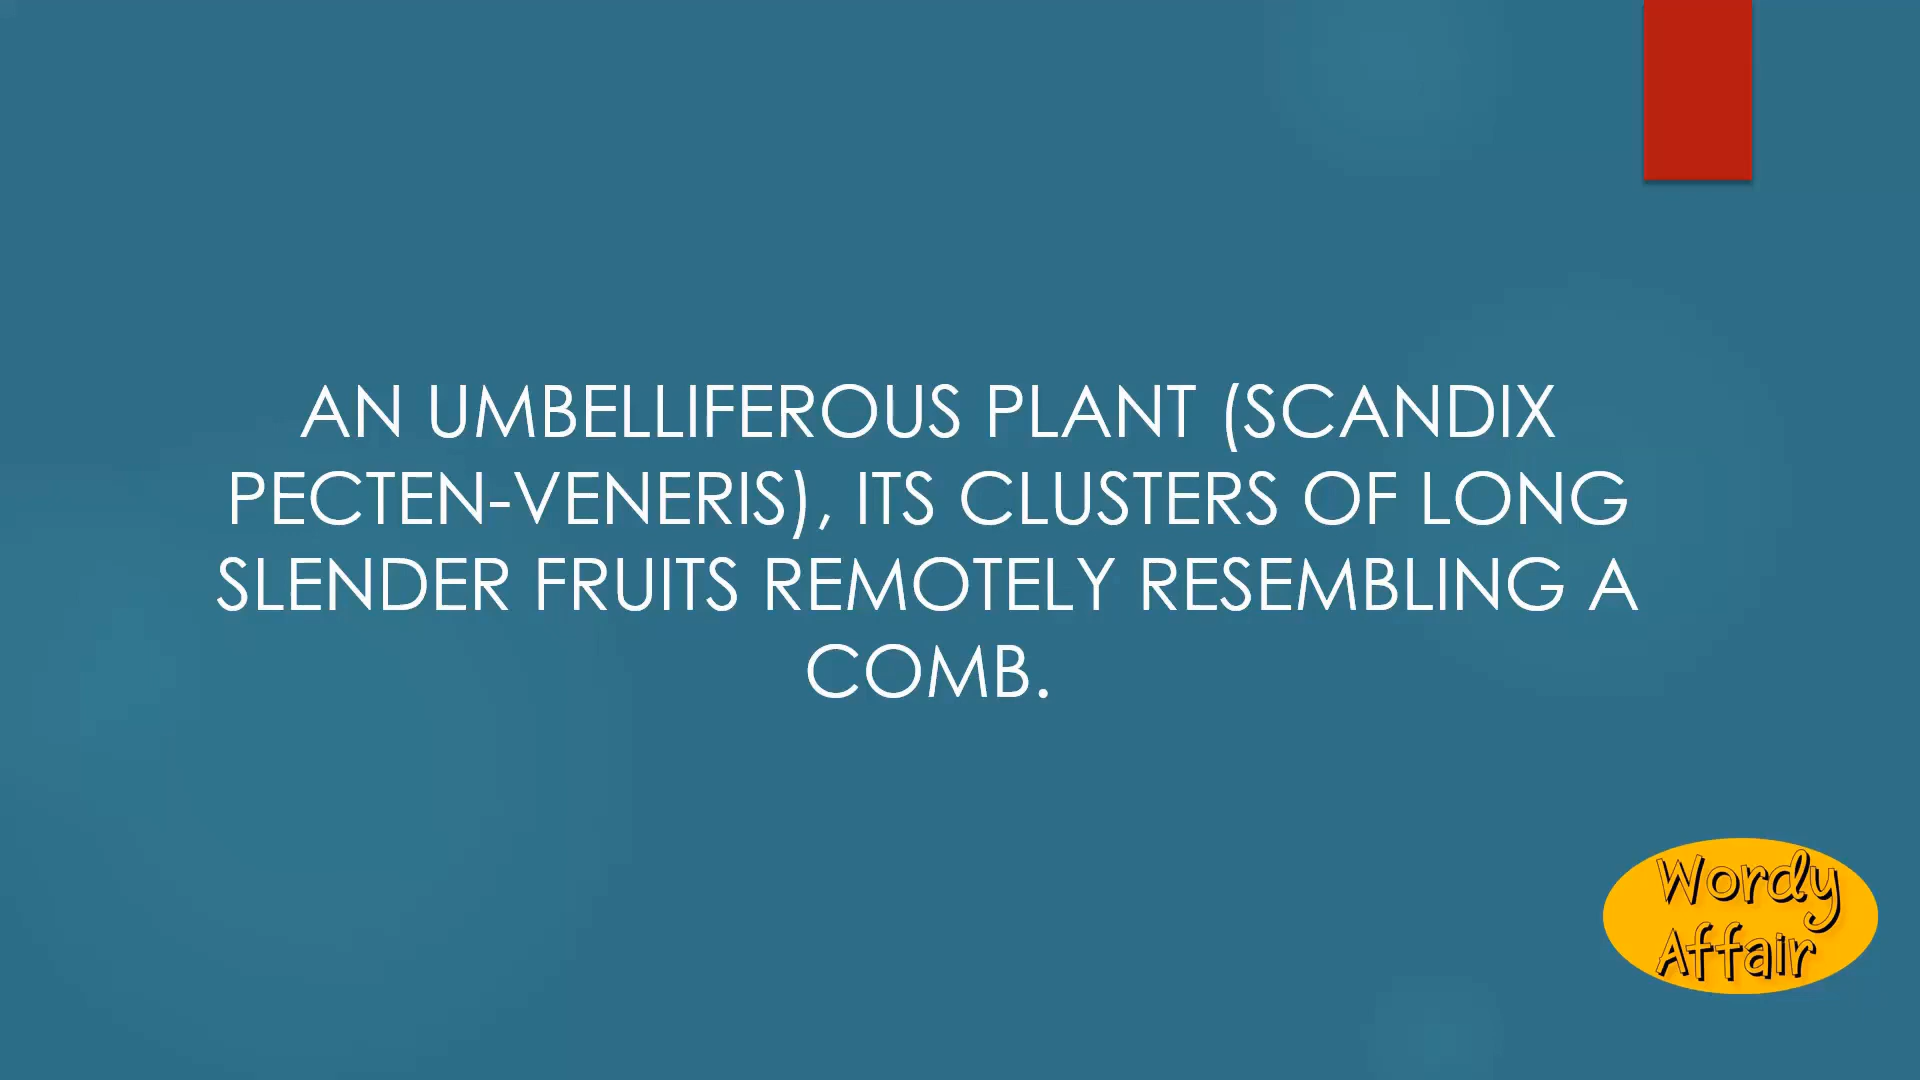 AN UMBELLIFEROUS PLANT (SCANDIX
PECTEN-VENERIS), ITS CLUSTERS OF LONG
SLENDER FRUITS REMOTELY RESEMBLING A
COMB.
Wordy
Affair